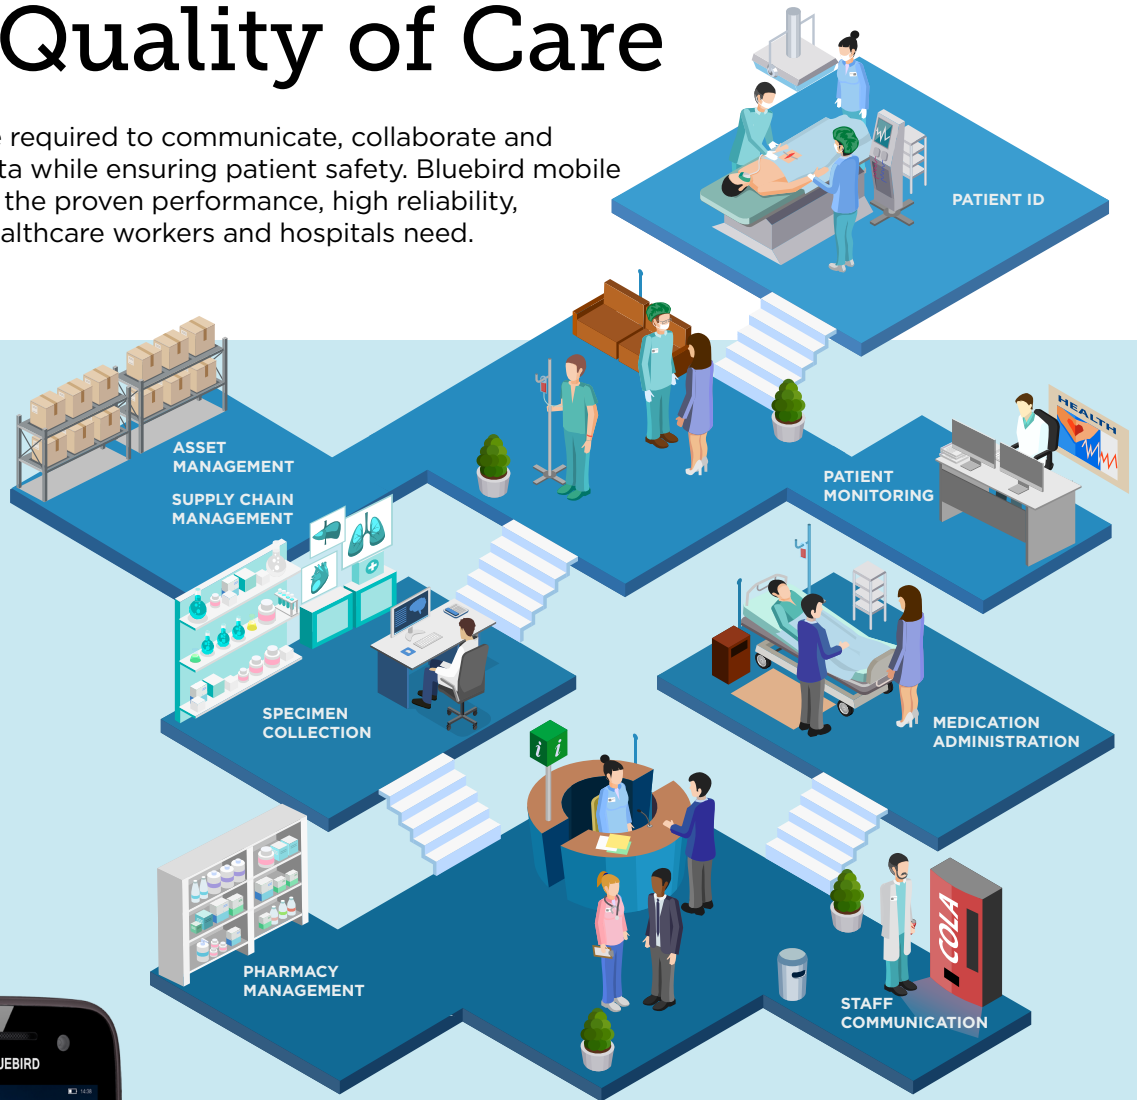 Quality of Care
required to communicate, collaborate and
while ensuring patient safety. Bluebird mobile
the proven performance, high reliability,
workers and hospitals need.
PATIENT ID
HEALTH
ASSET
MANAGEMENT
SUPPLY CHAIN
MANAGEMENT
PATIENT
MONITORING
SPECIMEN
COLLECTION
MEDICATION
ADMINISTRATION
i i
PHARMACY
MANAGEMENT
COLA
STAFF
COMMUNICATION
UEBIRD
14:38